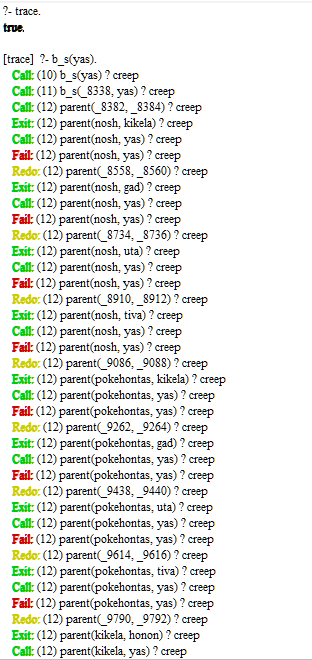 ?- trace.
true.
[trace]  ?- b_s(yas).
Call: (10) b_s(yas) ? creep
Call: (11) b_s(_8338, yas) ? creep
Call: (12) parent(_8382, _8384) ? creep
Exit: (12) parent(nosh, kikela) ? creep
Call: (12) parent(nosh, yas) ? creep
Fail: (12) parent(nosh, yas) ? creep
Redo: (12) parent(_8558, _8560) ? creep
Exit: (12) parent(nosh, gad) ? creep
Call: (12) parent(nosh, yas) ? creep
Fail: (12) parent(nosh, yas) ? creep
Redo: (12) parent(_8734, _8736) ? creep
Exit: (12) parent(nosh, uta) ? creep
Call: (12) parent(nosh, yas) ? creep
Fail: (12) parent(nosh, yas) ? creep
Redo: (12) parent(_8910, _8912) ? creep
Exit: (12) parent(nosh, tiva) ? creep
Call: (12) parent(nosh, yas) ? creep
Fail: (12) parent(nosh, yas) ? creep
Redo: (12) parent(_9086, _9088) ? creep
Exit: (12) parent(pokehontas, kikela) ? creep
Call: (12) parent(pokehontas, yas) ? creep
Fail: (12) parent(pokehontas, yas) ? creep
Redo: (12) parent(_9262, _9264) ? creep
Exit: (12) parent(pokehontas, gad) ? creep
Call: (12) parent(pokehontas, yas) ? creep
Fail: (12) parent(pokehontas, yas) ? creep
Redo: (12) parent(_9438, _9440) ? creep
Exit: (12) parent(pokehontas, uta) ? creep
Call: (12) parent(pokehontas, yas) ? creep
Fail: (12) parent(pokehontas, yas) ? creep
Redo: (12) parent(_9614, _9616) ? creep
Exit: (12) parent(pokehontas, tiva) ? creep
Call: (12) parent(pokehontas, yas) ? creep
Fail: (12) parent(pokehontas, yas) ? creep
Redo: (12) parent(_9790, _9792) ? creep
Exit: (12) parent(kikela, honon) ? creep
Call: (12) parent(kikela, yas) ? creep